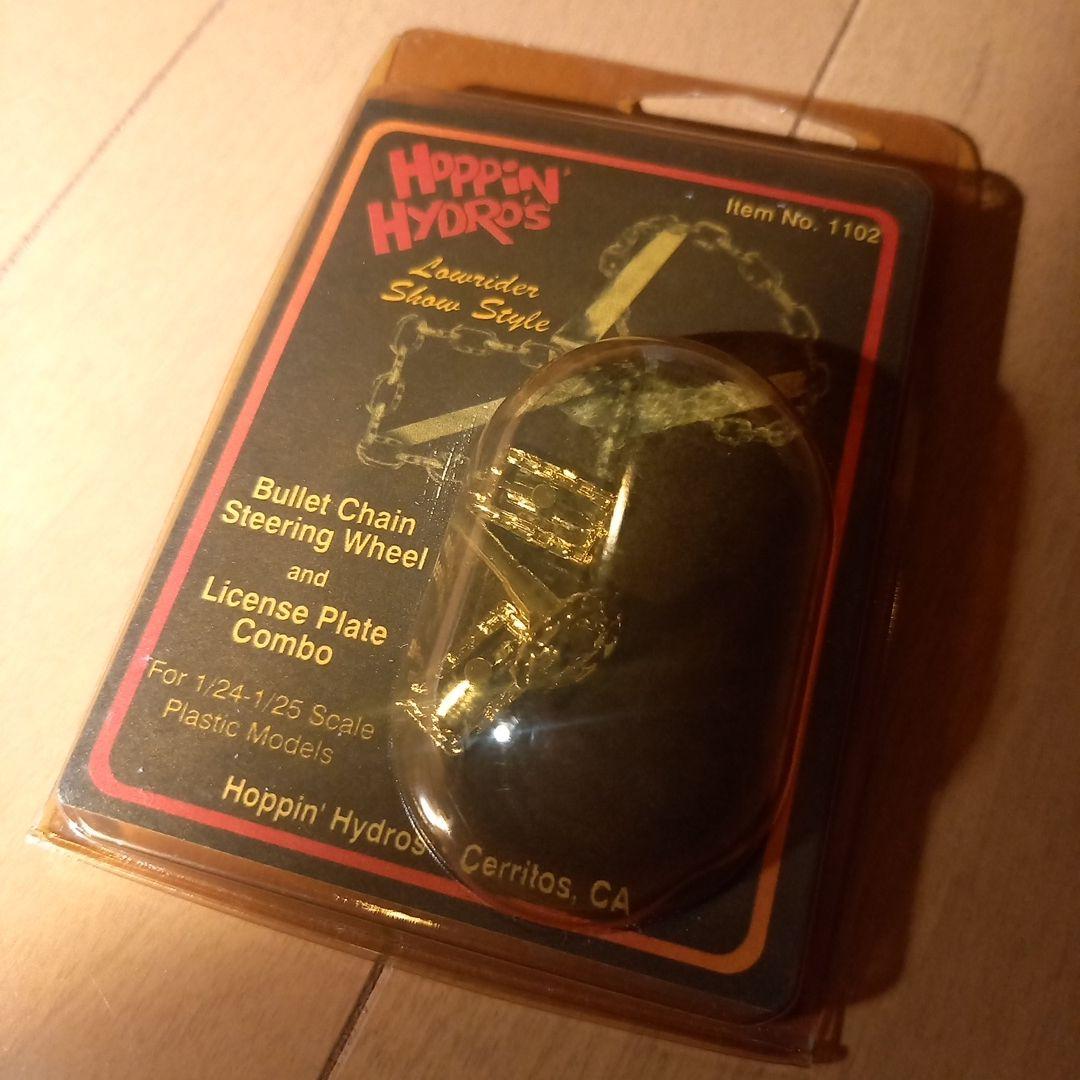 HOPPiN'
HYDRO'S
Item No. 1102
Lowrider
Show Style
Bullet Chain
Steering Wheel
and
License Plate
Combo
For 1/24-1/25 Scale
Plastic Models
Hoppin' Hydros Cerritos, CA